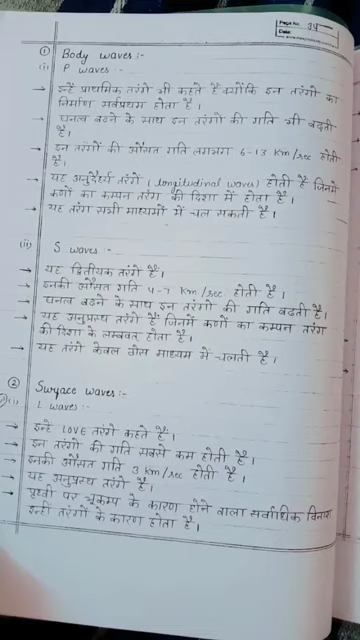 Page No. 34
Date:
① Body waves :-
(i) P waves :-
→ इन्हें प्राथमिक तरंगे भी कहते हैं क्योंकि इन तरंगो का
निर्माण सर्वप्रथम होता है।
→ घनत्व बढने के साथ इन तरंगो की गति भी बढ़ती
है।
→ इन तरंगों की औसत गति लगभग 6-13 Km/sec होती
है।
→ यह अनुदैर्ध्य तरंगे (longitudinal waves) होती है जिनमें
कणों का कम्पन तरंग की दिशा में होता है।
→ यह तरंग सभी माध्यमों में चल सकती है।
(ii) S waves :-
→ यह द्वितीयक तरंगे है।
→ इनकी औसत गति 4-7 Km/sec होती है।
→ घनत्व बढने के साथ इन तरंगों की गति बढती है।
→ यह अनुप्रस्थ तरंगे है जिनमें कणों का कम्पन तरंग
की दिशा के लम्बवत होता है।
→ यह तरंगे केवल ठोस माध्यम में चलती है।
② Surface waves :-
(i) L waves :-
→ इन्हें LOVE तरंगे कहते है।
→ इन तरंगो की गति सबसे कम होती है।
→ इनकी औसत गति 3 Km/sec होती है।
→ यह अनुप्रस्थ तरंगे है।
→ पृथ्वी पर भूकम्प के कारण होने वाला सर्वाधिक विनाश
इन्हीं तरंगों के कारण होता है।